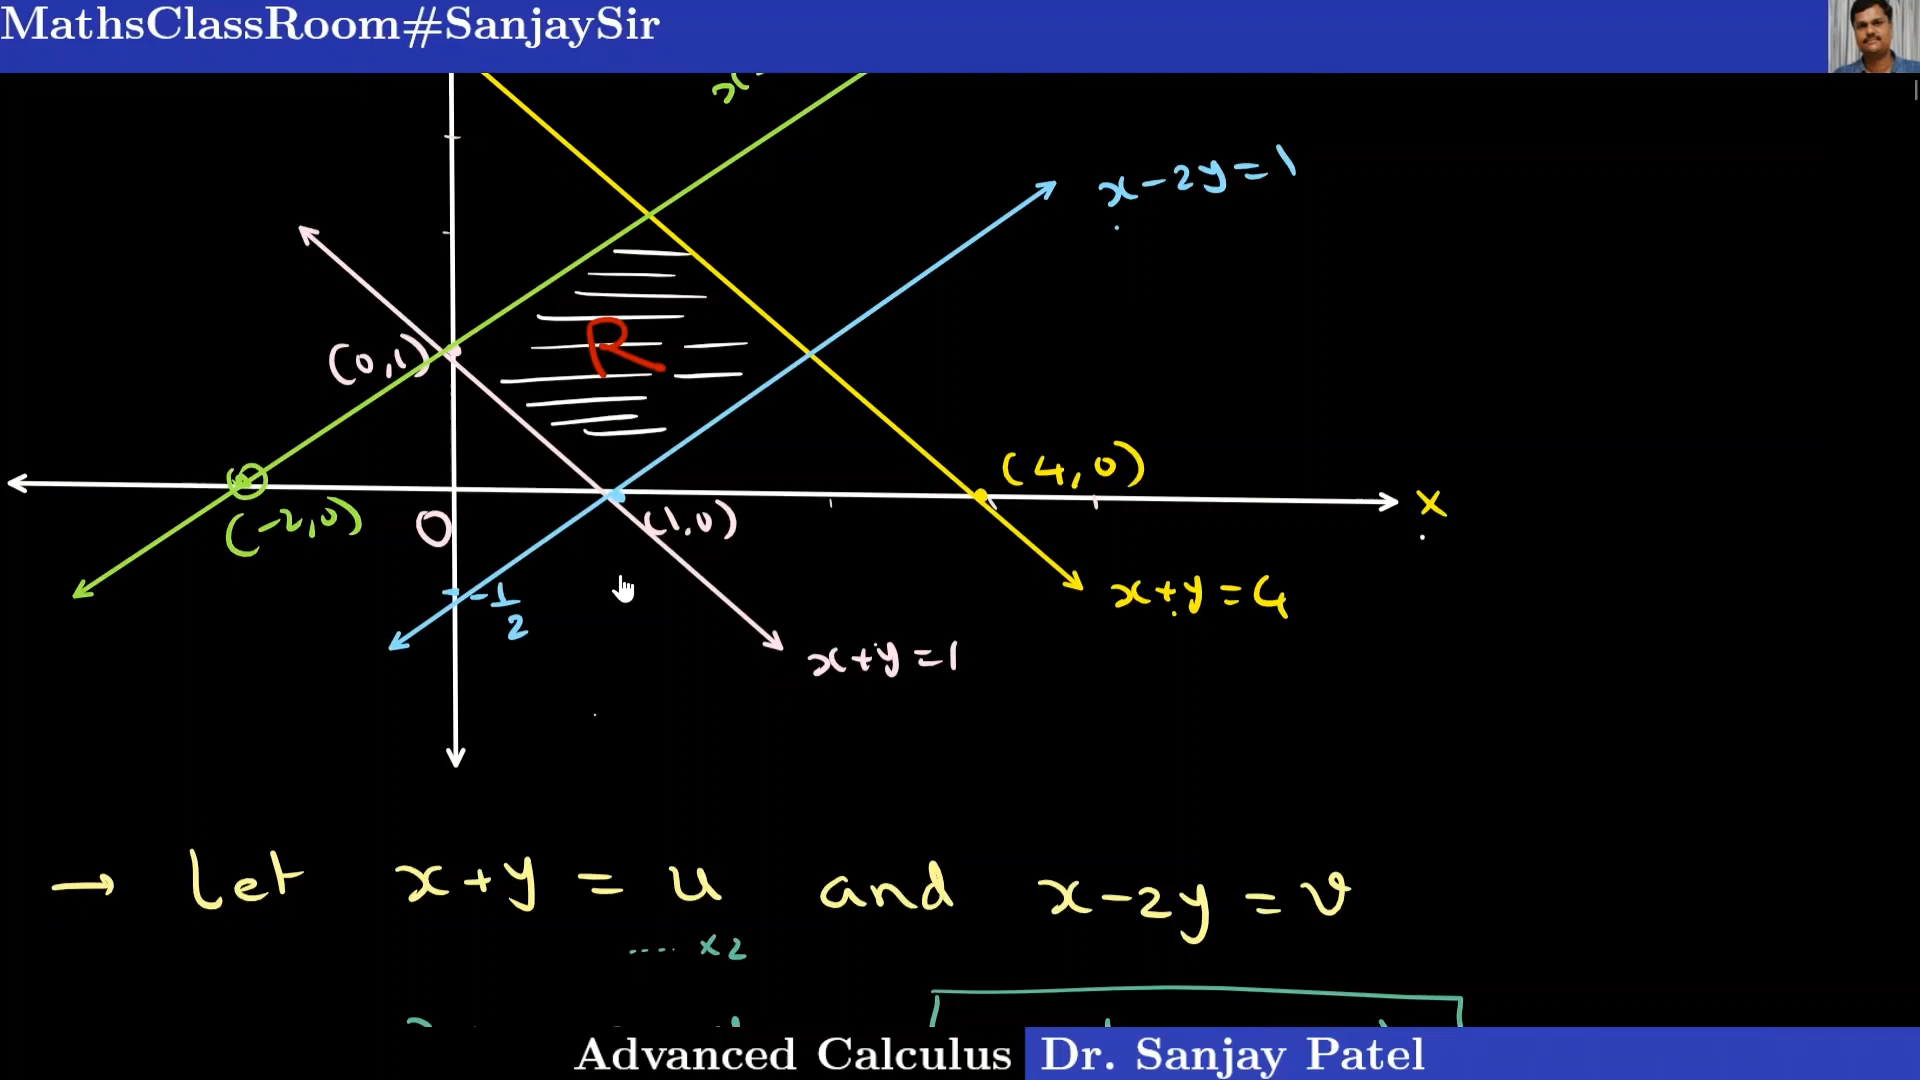 MathsClassRoom#SanjaySir
x-2y=1
(0,1)
R
(4,0)
x
(-2,0)
O
(1,0)
-1/2
x+y=4
x+y=1
→ Let x+y = u and x-2y = v
.... x2
Advanced Calculus Dr. Sanjay Patel